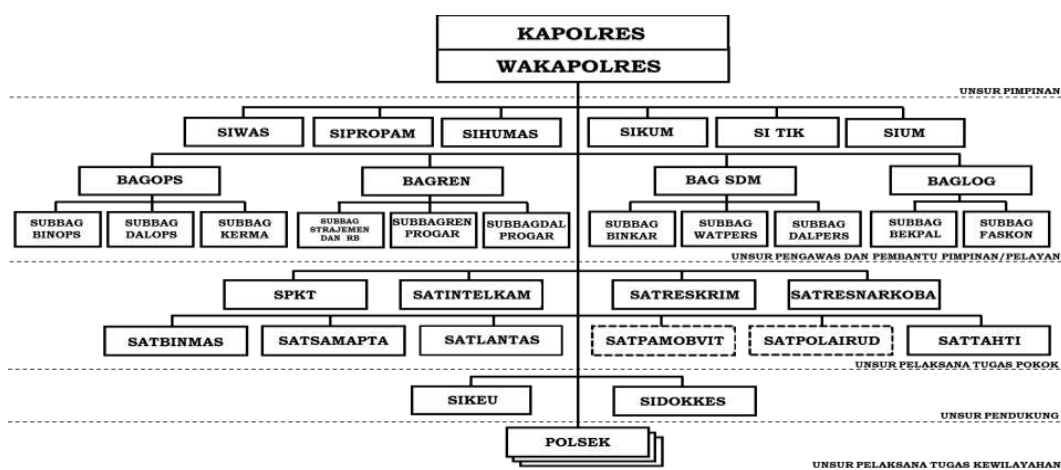 KAPOLRES
WAKAPOLRES
UNSUR PIMPINAN
SIWAS
SIPROPAM
SIHUMAS
SIKUM
SI TIK
SIUM
BAGOPS
BAGREN
BAG SDM
BAGLOG
SUBBAG
BINOPS
SUBBAG
DALOPS
SUBBAG
KERMA
SUBBAG
STRAJEMEN
DAN RB
SUBBAGREN
PROGAR
SUBBAGDAL
PROGAR
SUBBAG
BINKAR
SUBBAG
WATPERS
SUBBAG
DALPERS
SUBBAG
BEKPAL
SUBBAG
FASKON
UNSUR PENGAWAS DAN PEMBANTU PIMPINAN/PELAYAN
SPKT
SATINTELKAM
SATRESKRIM
SATRESNARKOBA
SATBINMAS
SATSAMAPTA
SATLANTAS
SATPAMOBVIT
SATPOLAIRUD
SATTAHTI
UNSUR PELAKSANA TUGAS POKOK
SIKEU
SIDOKKES
UNSUR PENDUKUNG
POLSEK
UNSUR PELAKSANA TUGAS KEWILAYAHAN